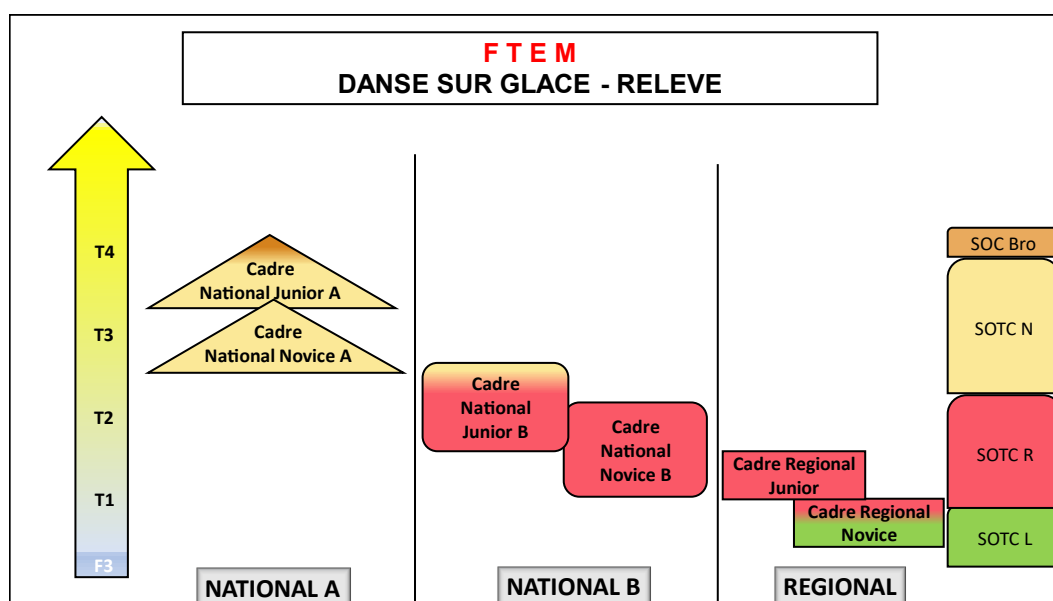 F T E M
DANSE SUR GLACE - RELEVE
T4
T3
T2
T1
F3
Cadre
National Junior A
Cadre
National Novice A
NATIONAL A
Cadre
National
Junior B
Cadre
National
Novice B
NATIONAL B
Cadre Regional
Junior
Cadre Regional
Novice
REGIONAL
SOC Bro
SOTC N
SOTC R
SOTC L